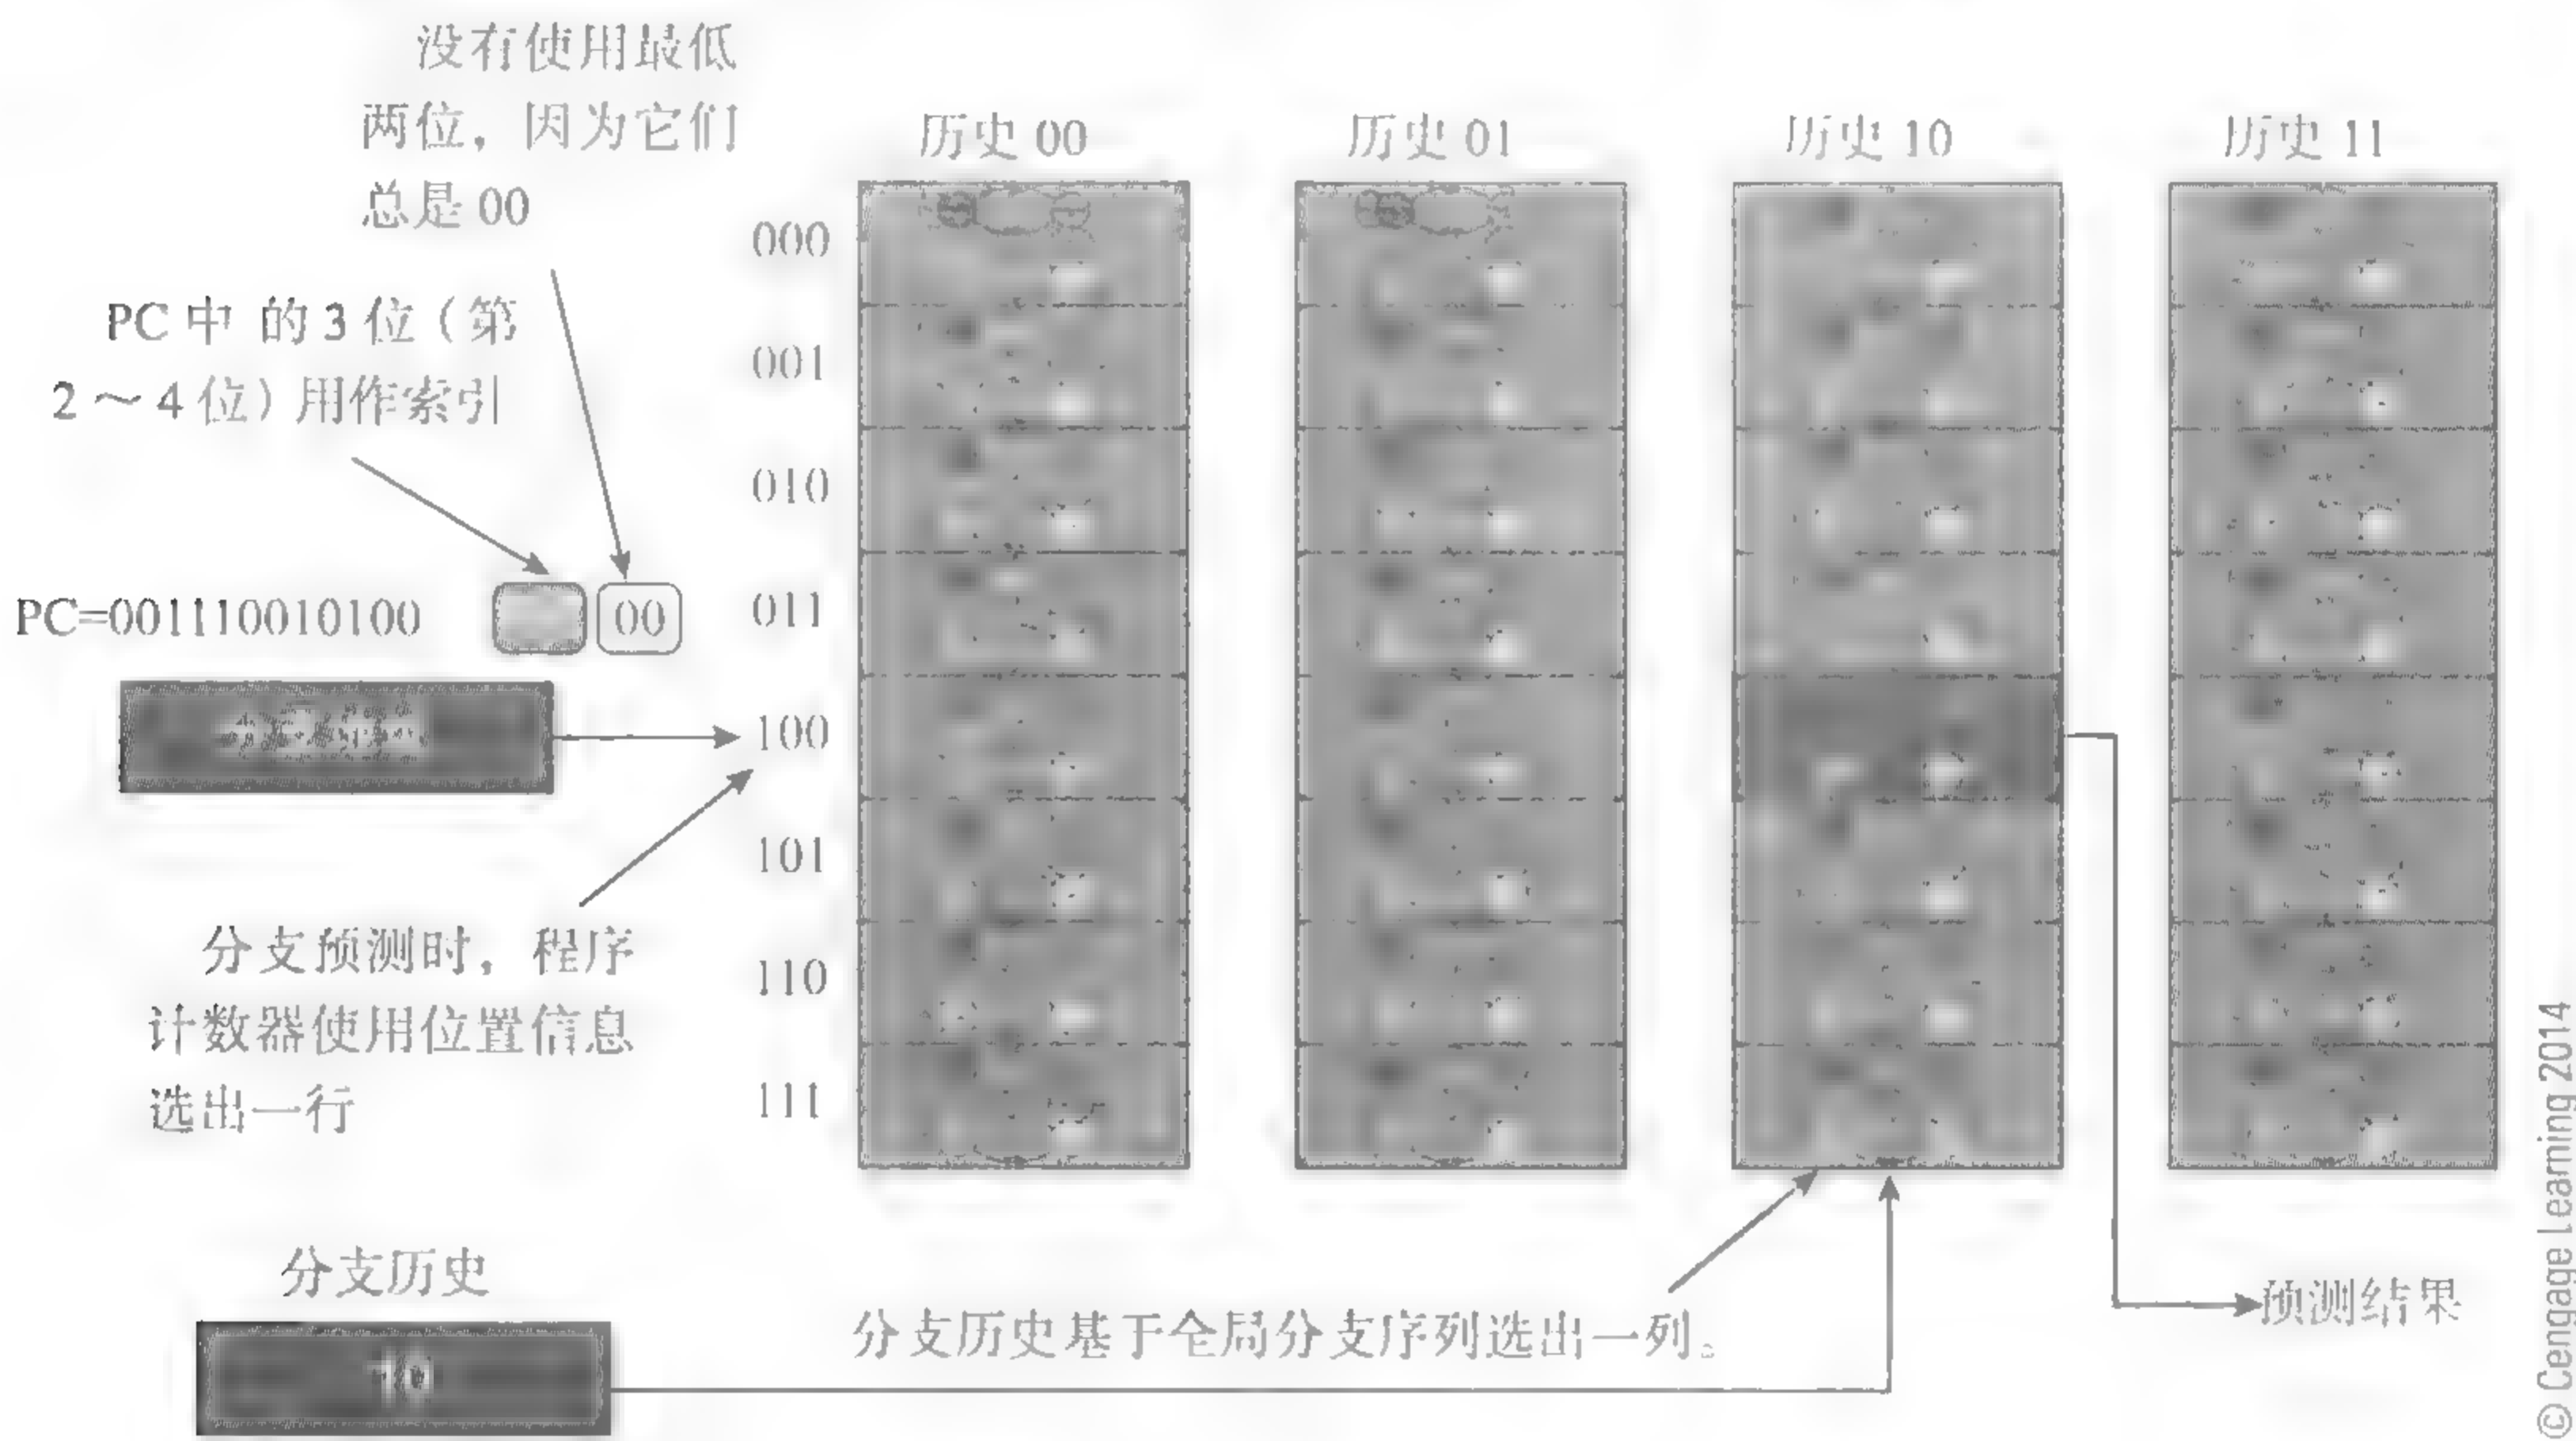 没有使用最低
两位，因为它们
总是 00
PC 中 的 3 位（第
2～4 位）用作索引
PC=001110010100
00
分支预测时，程序
计数器使用位置信息
选出一行
分支历史
10
历史 00
历史 01
历史 10
历史 11
000
001
010
011
100
101
110
111
分支历史基于全局分支序列选出一列。
预测结果
© Cengage Learning 2014